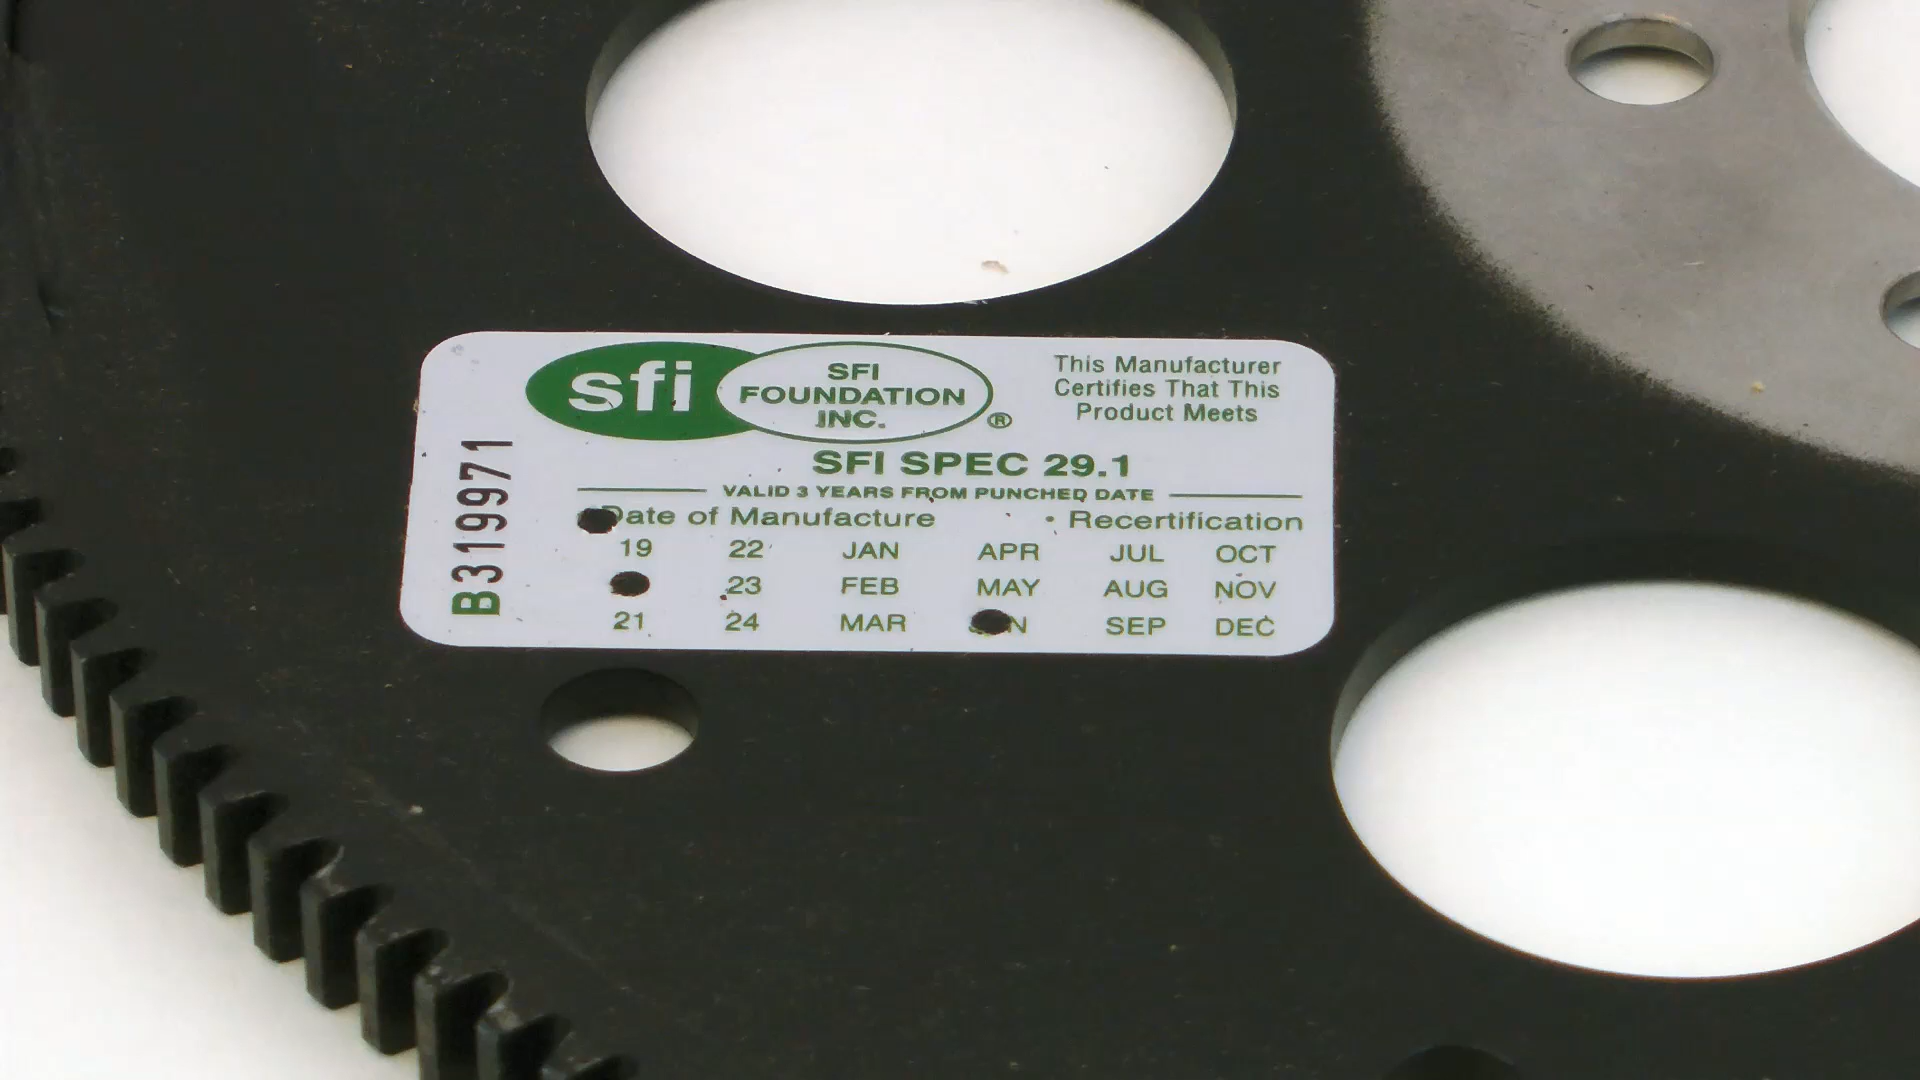 sfi
SFI
FOUNDATION
INC.
®
This Manufacturer
Certifies That This
Product Meets
SFI SPEC 29.1
VALID 3 YEARS FROM PUNCHED DATE
Date of Manufacture • Recertification
19 22 JAN APR JUL OCT
23 FEB MAY AUG NOV
21 24 MAR JUN SEP DEC
B319971